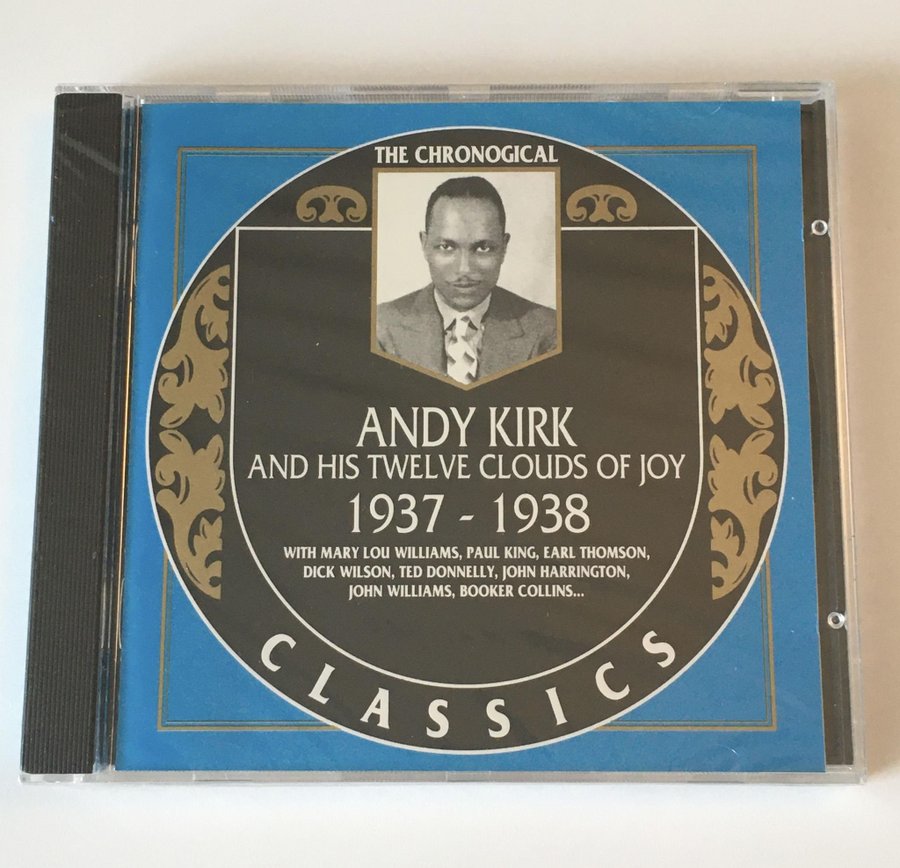 THE CHRONOGICAL
ANDY KIRK
AND HIS TWELVE CLOUDS OF JOY
1937 - 1938
WITH MARY LOU WILLIAMS, PAUL KING, EARL THOMSON,
DICK WILSON, TED DONNELLY, JOHN HARRINGTON,
JOHN WILLIAMS, BOOKER COLLINS...
CLASSICS